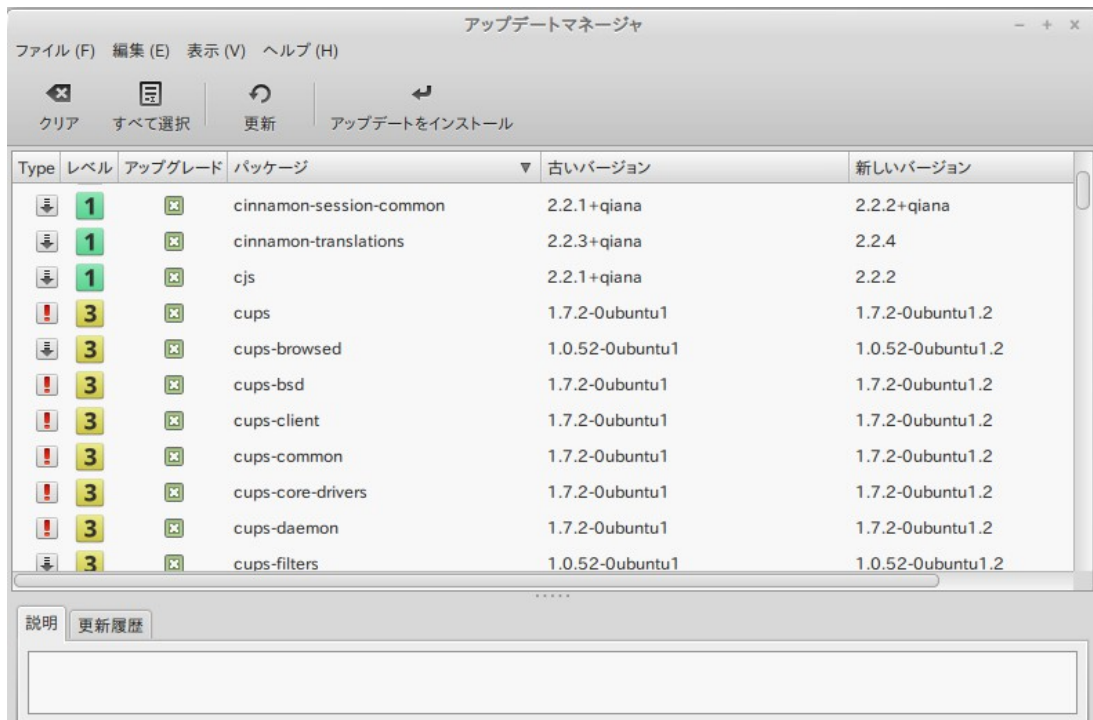 アップデートマネージャ
ファイル (F) 編集 (E) 表示 (V) ヘルプ (H)
クリア すべて選択 更新 アップデートをインストール
Type レベル アップグレード パッケージ 古いバージョン 新しいバージョン
1 cinnamon-session-common 2.2.1+qiana 2.2.2+qiana
1 cinnamon-translations 2.2.3+qiana 2.2.4
1 cjs 2.2.1+qiana 2.2.2
3 cups 1.7.2-0ubuntu1 1.7.2-0ubuntu1.2
3 cups-browsed 1.0.52-0ubuntu1 1.0.52-0ubuntu1.2
3 cups-bsd 1.7.2-0ubuntu1 1.7.2-0ubuntu1.2
3 cups-client 1.7.2-0ubuntu1 1.7.2-0ubuntu1.2
3 cups-common 1.7.2-0ubuntu1 1.7.2-0ubuntu1.2
3 cups-core-drivers 1.7.2-0ubuntu1 1.7.2-0ubuntu1.2
3 cups-daemon 1.7.2-0ubuntu1 1.7.2-0ubuntu1.2
3 cups-filters 1.0.52-0ubuntu1 1.0.52-0ubuntu1.2
説明 更新履歴